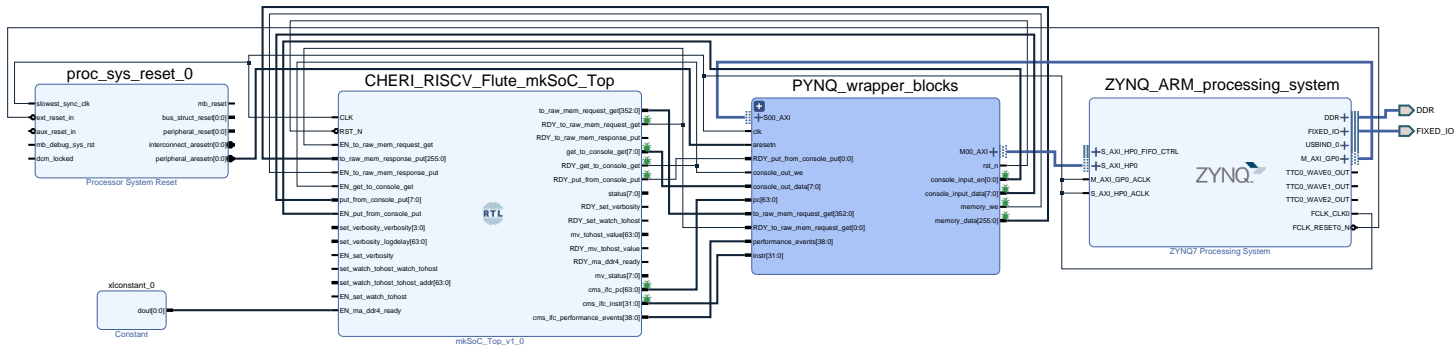 proc_sys_reset_0
slowest_sync_clk
ext_reset_in
aux_reset_in
mb_debug_sys_rst
dcm_locked
mb_reset
bus_struct_reset[0:0]
peripheral_reset[0:0]
interconnect_aresetn[0:0]
peripheral_aresetn[0:0]
Processor System Reset
xlconstant_0
dout[0:0]
Constant
CHERI_RISCV_Flute_mkSoC_Top
CLK
RST_N
EN_to_raw_mem_request_get
to_raw_mem_response_put[255:0]
EN_to_raw_mem_response_put
EN_get_to_console_get
put_from_console_put[7:0]
EN_put_from_console_put
set_verbosity_verbosity[3:0]
set_verbosity_logdelay[63:0]
EN_set_verbosity
set_watch_tohost_watch_tohost
set_watch_tohost_tohost_addr[63:0]
EN_set_watch_tohost
EN_ma_ddr4_ready
to_raw_mem_request_get[352:0]
RDY_to_raw_mem_request_get
RDY_to_raw_mem_response_put
get_to_console_get[7:0]
RDY_get_to_console_get
RDY_put_from_console_put
status[7:0]
RDY_set_verbosity
RDY_set_watch_tohost
mv_tohost_value[63:0]
RDY_mv_tohost_value
RDY_ma_ddr4_ready
mv_status[7:0]
cms_ifc_pc[63:0]
cms_ifc_instr[31:0]
cms_ifc_performance_events[38:0]
RTL
mkSoC_Top_v1_0
PYNQ_wrapper_blocks
S00_AXI
clk
aresetn
RDY_put_from_console_put[0:0]
console_out_we
console_out_data[7:0]
pc[63:0]
to_raw_mem_request_get[352:0]
RDY_to_raw_mem_request_get[0:0]
performance_events[38:0]
instr[31:0]
M00_AXI
rst_n
console_input_en[0:0]
console_input_data[7:0]
memory_we
memory_data[255:0]
ZYNQ_ARM_processing_system
S_AXI_HP0_FIFO_CTRL
S_AXI_HP0
M_AXI_GP0_ACLK
S_AXI_HP0_ACLK
ZYNQ
DDR
FIXED_IO
USBIND_0
M_AXI_GP0
TTC0_WAVE0_OUT
TTC0_WAVE1_OUT
TTC0_WAVE2_OUT
FCLK_CLK0
FCLK_RESET0_N
ZYNQ7 Processing System
DDR
FIXED_IO